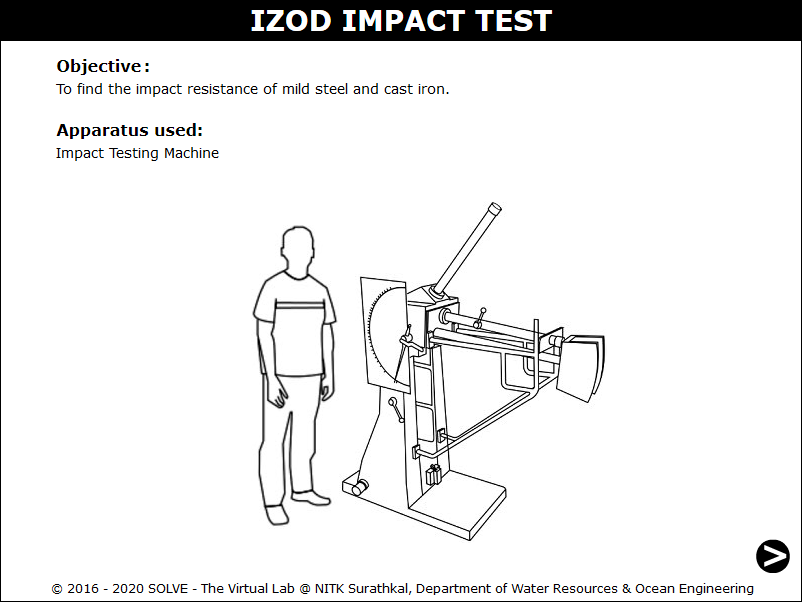 IZOD IMPACT TEST
Objective:
To find the impact resistance of mild steel and cast iron.
Apparatus used:
Impact Testing Machine
>
© 2016 - 2020 SOLVE - The Virtual Lab @ NITK Surathkal, Department of Water Resources & Ocean Engineering